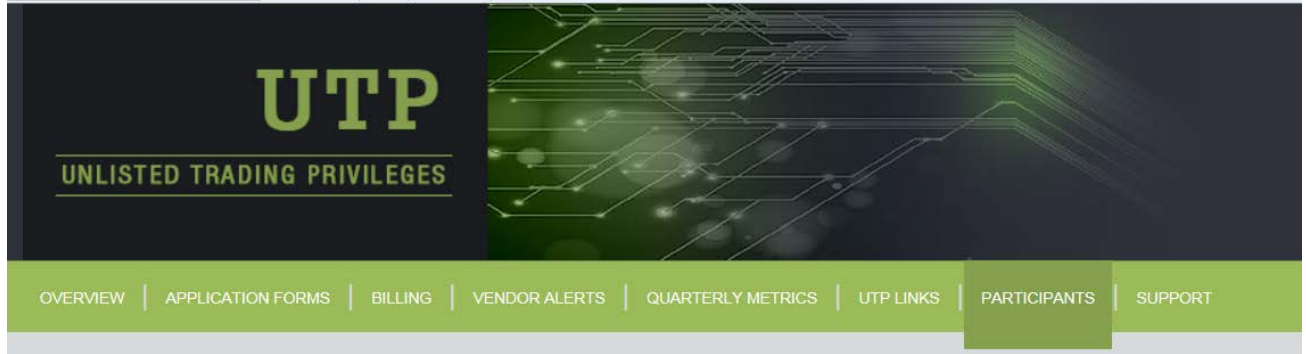 UTP
UNLISTED TRADING PRIVILEGES
OVERVIEW | APPLICATION FORMS | BILLING | VENDOR ALERTS | QUARTERLY METRICS | UTP LINKS | PARTICIPANTS | SUPPORT